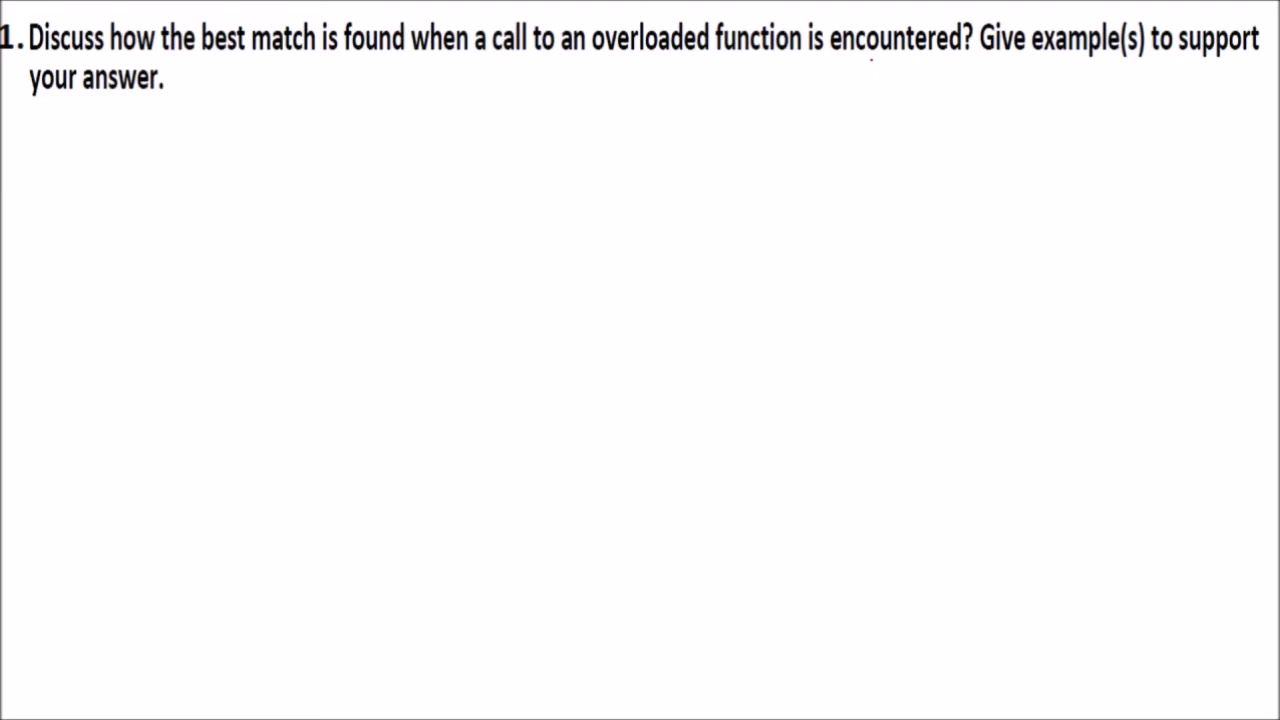 1. Discuss how the best match is found when a call to an overloaded function is encountered? Give example(s) to support
your answer.